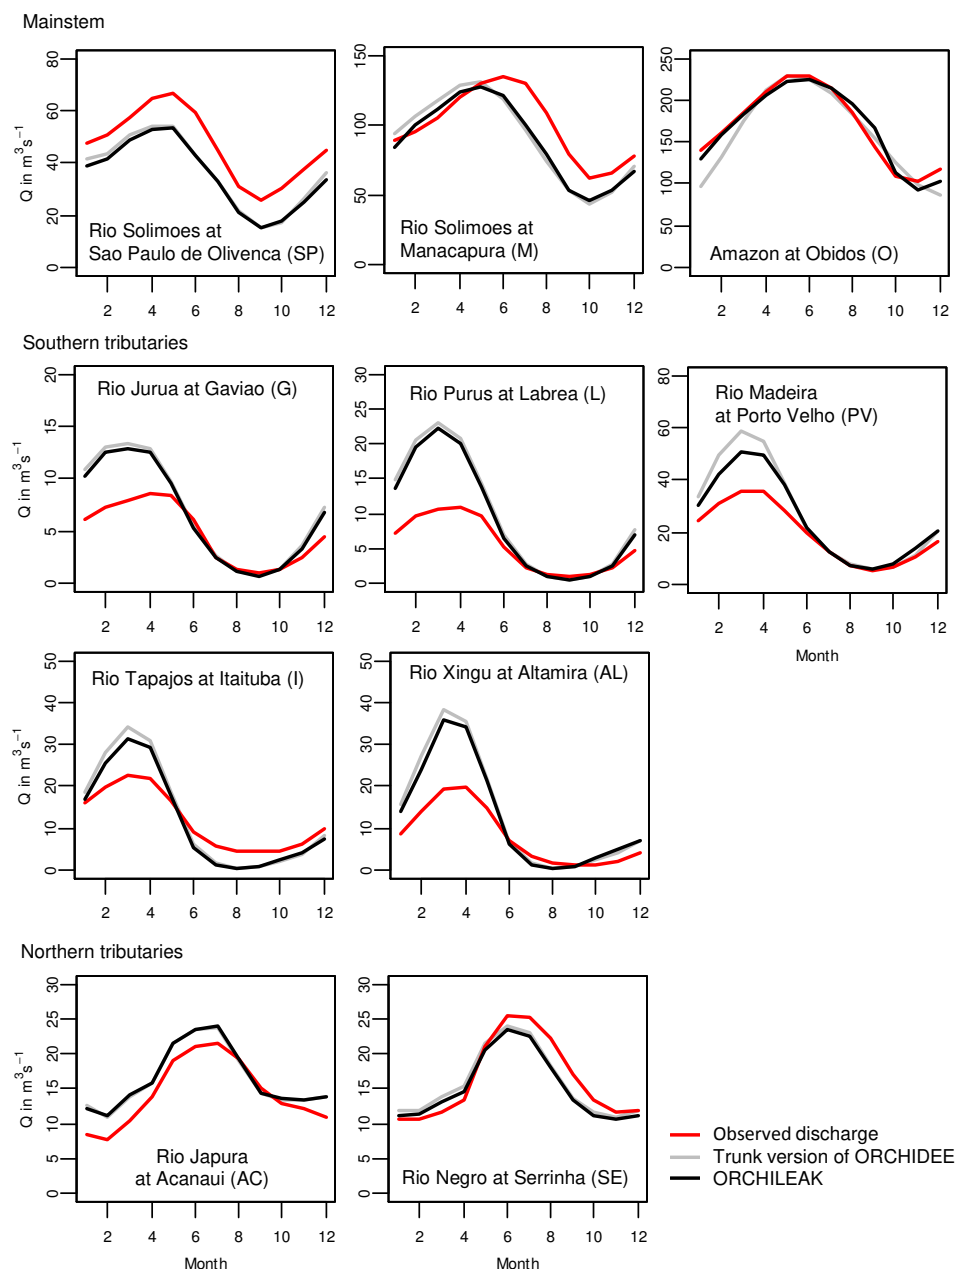 Mainstem
Q in m³s⁻¹
0 20 40 60 80
Rio Solimoes at
Sao Paulo de Olivenca (SP)
2 4 6 8 10 12
0 50 100 150
Rio Solimoes at
Manacapura (M)
2 4 6 8 10 12
0 50 100 150 200 250
Amazon at Obidos (O)
2 4 6 8 10 12
Southern tributaries
Q in m³s⁻¹
0 5 10 15 20
Rio Jurua at Gaviao (G)
2 4 6 8 10 12
0 5 10 15 20 25 30
Rio Purus at Labrea (L)
2 4 6 8 10 12
0 20 40 60 80
Rio Madeira
at Porto Velho (PV)
2 4 6 8 10 12
Month
Q in m³s⁻¹
0 10 20 30 40 50
Rio Tapajos at Itaituba (I)
2 4 6 8 10 12
0 10 20 30 40 50
Rio Xingu at Altamira (AL)
2 4 6 8 10 12
Northern tributaries
Q in m³s⁻¹
0 5 10 15 20 25 30
Rio Japura
at Acanaui (AC)
2 4 6 8 10 12
Month
0 5 10 15 20 25 30
Rio Negro at Serrinha (SE)
2 4 6 8 10 12
Month
Observed discharge
Trunk version of ORCHIDEE
ORCHILEAK